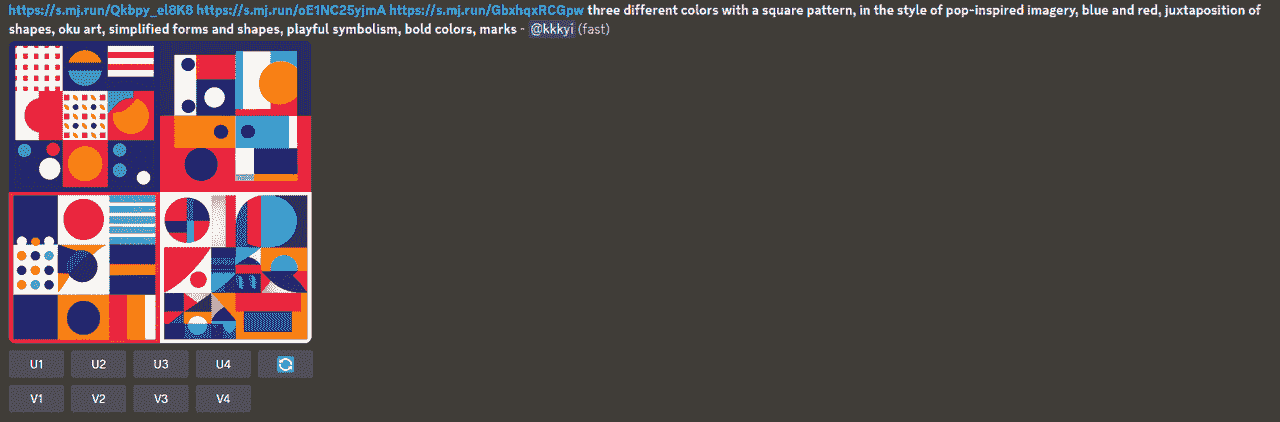 https://s.mj.run/Qkbpy_el8K8 https://s.mj.run/oE1NC25yjmA https://s.mj.run/GbxhqxRCGpw three different colors with a square pattern, in the style of pop-inspired imagery, blue and red, juxtaposition of
shapes, oku art, simplified forms and shapes, playful symbolism, bold colors, marks - @kkkyi (fast)
U1 U2 U3 U4
V1 V2 V3 V4